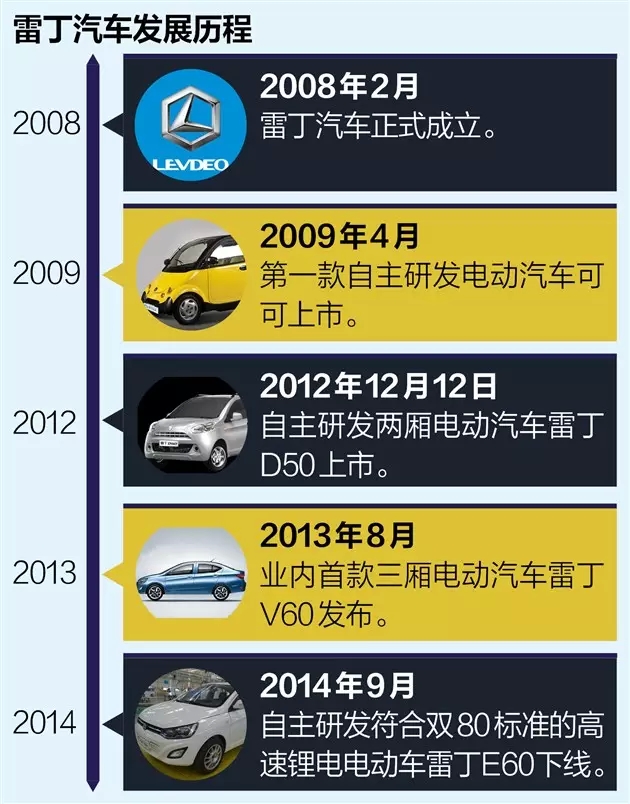 雷丁汽车发展历程
2008
LEVDEO
2008年2月
雷丁汽车正式成立。
2009
2009年4月
第一款自主研发电动汽车可
可上市。
2012
2012年12月12日
自主研发两厢电动汽车雷丁
D50上市。
2013
2013年8月
业内首款三厢电动汽车雷丁
V60发布。
2014
2014年9月
自主研发符合双80标准的高
速锂电电动车雷丁E60下线。